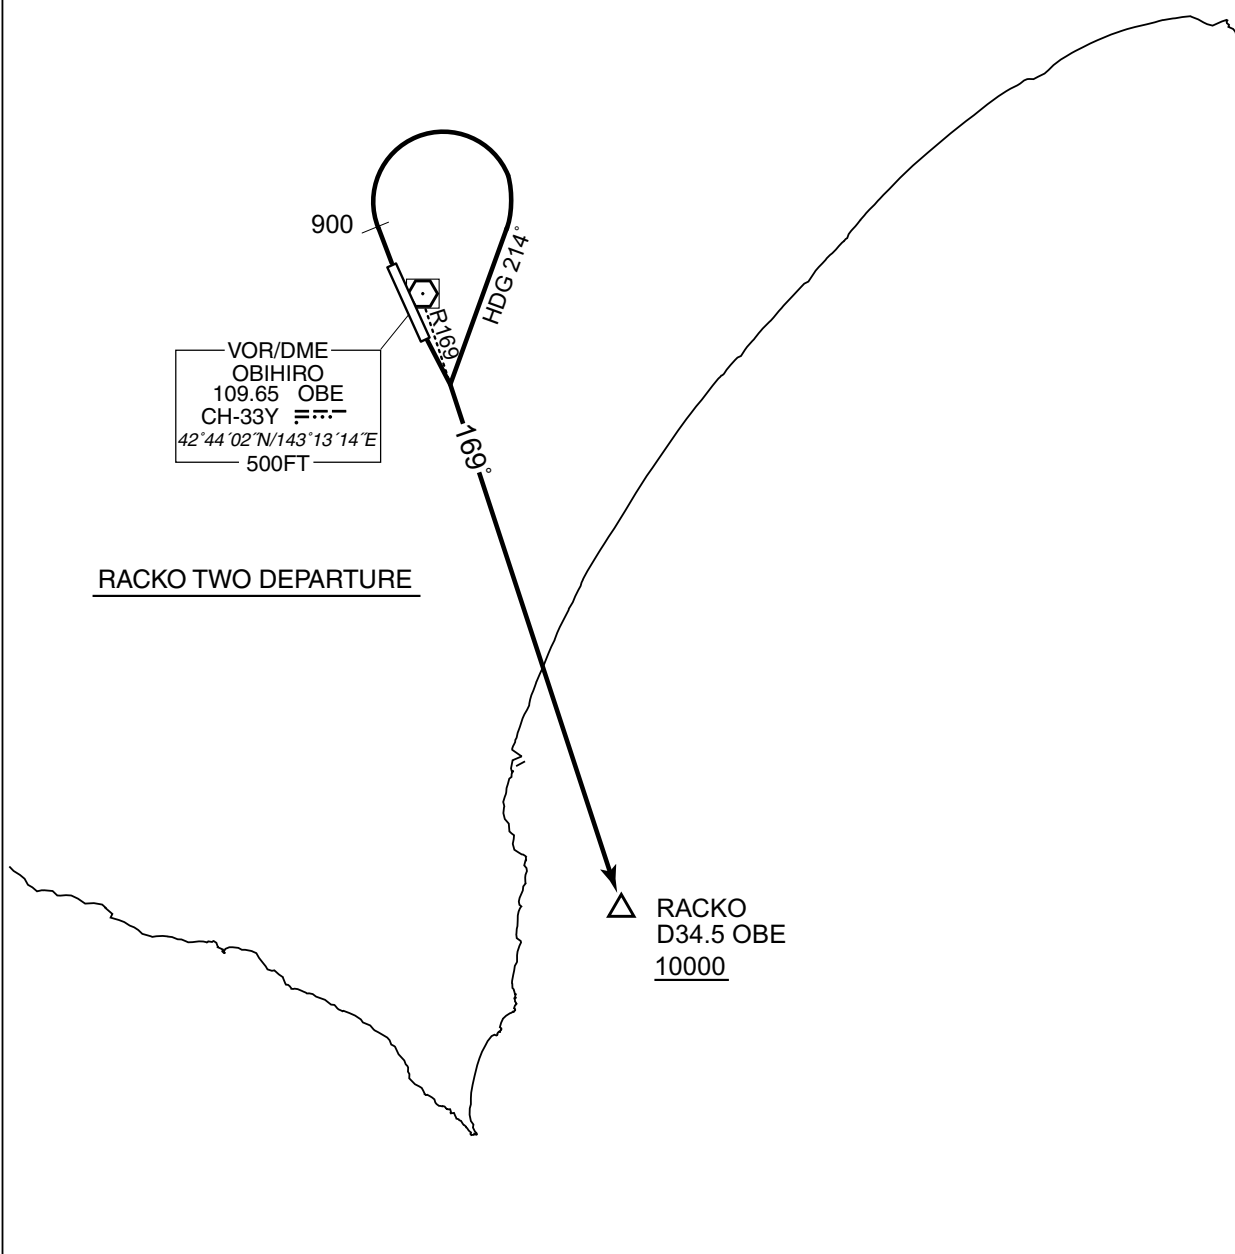 900
HDG 214°
R169
VOR/DME
OBIHIRO
109.65 OBE
CH-33Y
42°44´02˝N/143°13´14˝E
500FT
169°
RACKO TWO DEPARTURE
RACKO
D34.5 OBE
10000